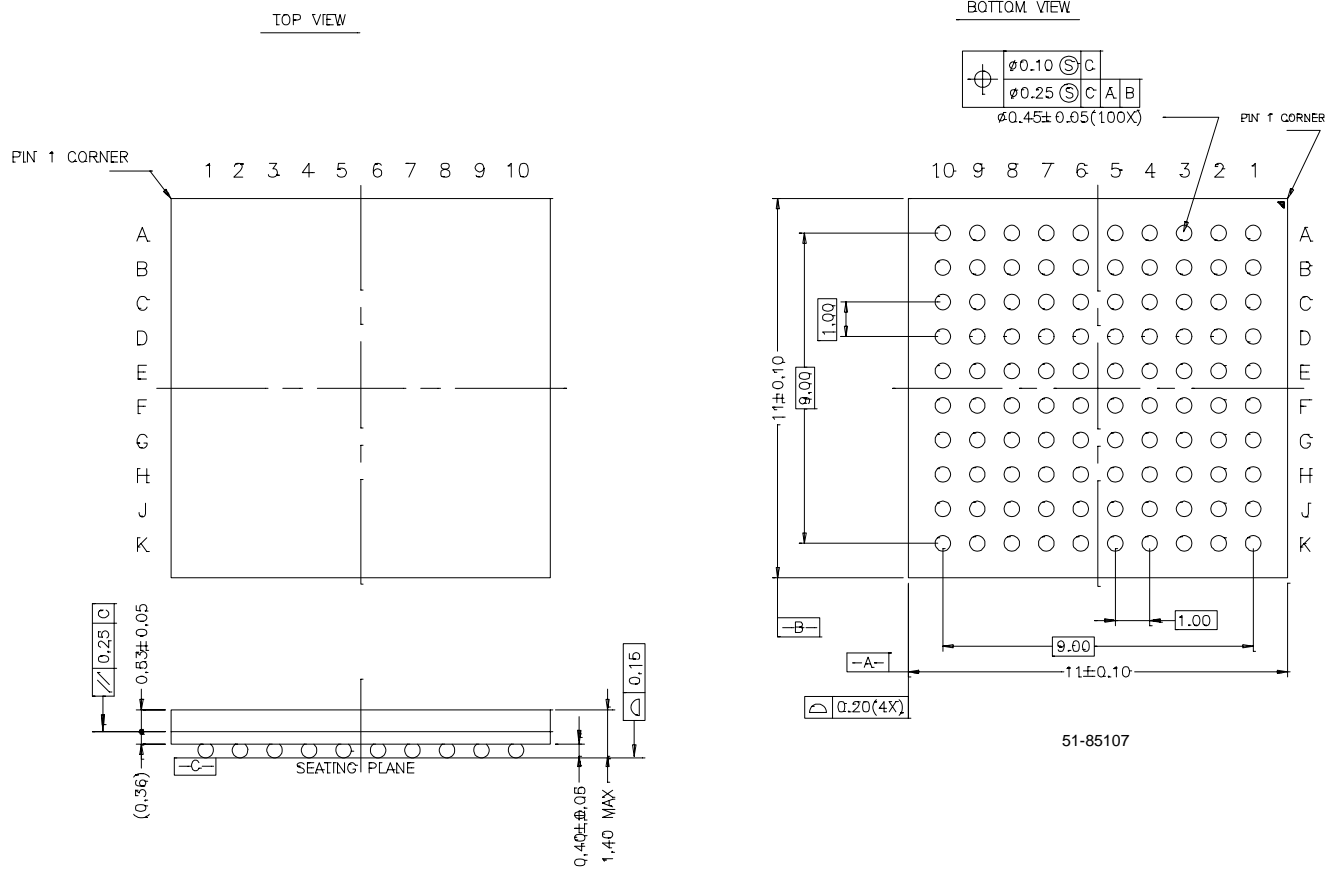 TOP VIEW
PIN 1 CORNER
1 2 3 4 5 6 7 8 9 10
A
B
C
D
E
F
G
H
J
K
BOTTOM VIEW
⌀0.10 Ⓢ C
⌀0.25 Ⓢ C A B
⌀0.45±0.05(100X)
PIN 1 CORNER
10 9 8 7 6 5 4 3 2 1
A
B
C
D
E
F
G
H
J
K
1.00
9.00
11±0.10
-B-
1.00
9.00
-A-
11±0.10
0.20(4X)
51-85107
// 0.25 C
0.53±0.05
(0.36)
-C-
SEATING PLANE
0.15
0.40±0.05
1.40 MAX